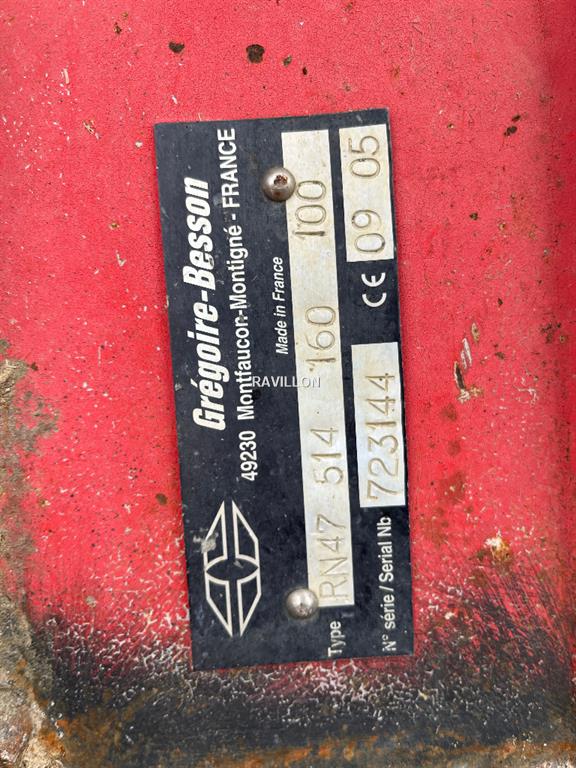 Grégoire-Besson
49230 Montfaucon-Montigné - FRANCE
Made in France
Type RN47 514 160 100
N° série / Serial Nb 723144 CE 09 05
RAVILLON